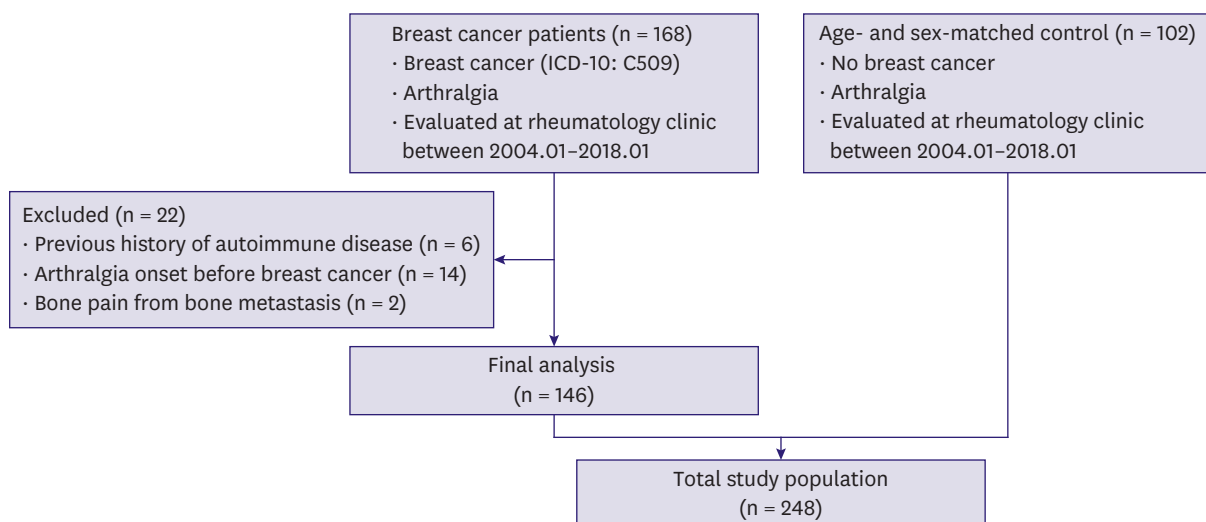 Breast cancer patients (n = 168)
· Breast cancer (ICD-10: C509)
· Arthralgia
· Evaluated at rheumatology clinic
between 2004.01–2018.01
Age- and sex-matched control (n = 102)
· No breast cancer
· Arthralgia
· Evaluated at rheumatology clinic
between 2004.01–2018.01
Excluded (n = 22)
· Previous history of autoimmune disease (n = 6)
· Arthralgia onset before breast cancer (n = 14)
· Bone pain from bone metastasis (n = 2)
Final analysis
(n = 146)
Total study population
(n = 248)